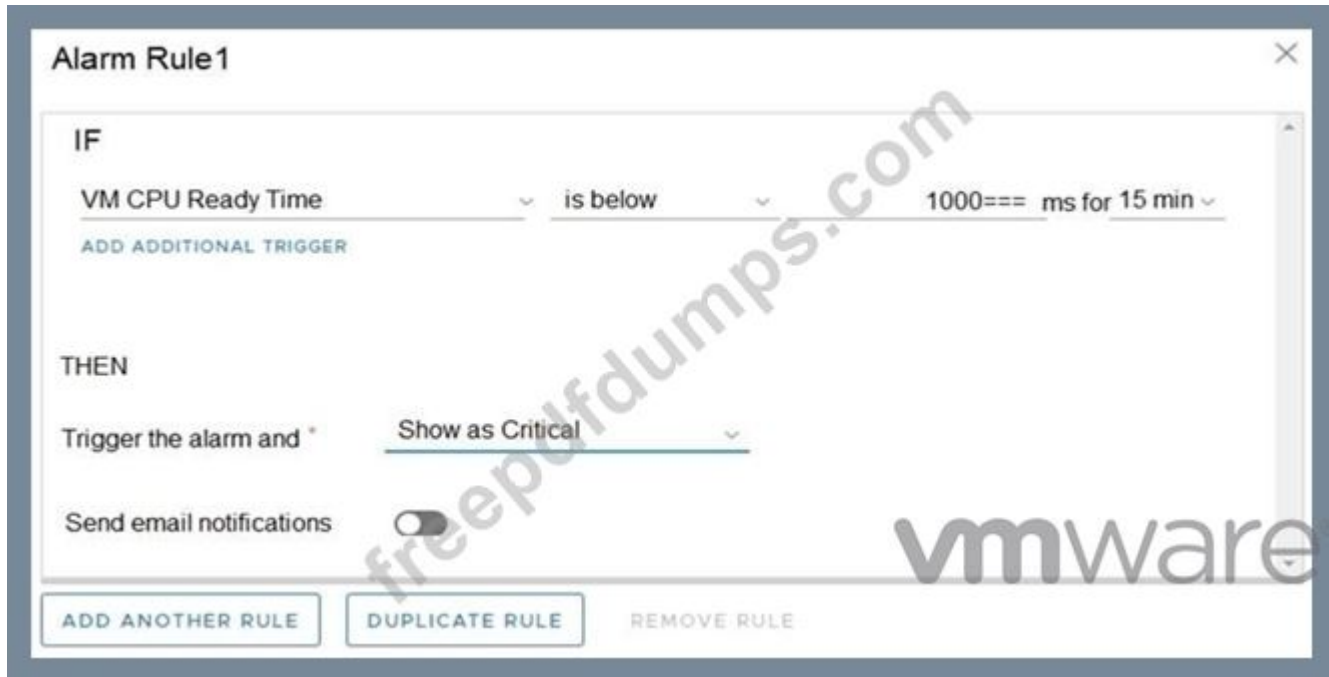 Alarm Rule1
IF
VM CPU Ready Time is below 1000=== ms for 15 min
ADD ADDITIONAL TRIGGER
THEN
Trigger the alarm and * Show as Critical
Send email notifications
freepdfdumps.com
vmware
ADD ANOTHER RULE DUPLICATE RULE REMOVE RULE